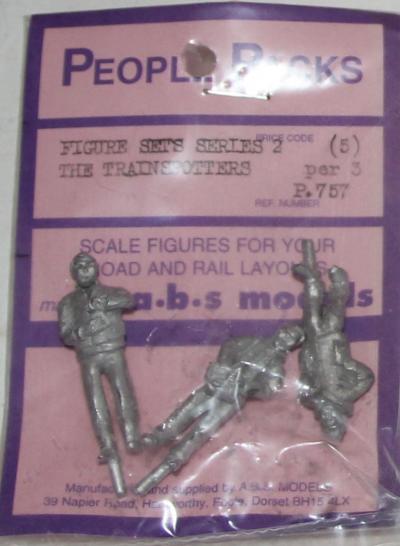 PEOPLE PACKS
PRICE CODE
FIGURE SETS SERIES 2 (5)
THE TRAINSPOTTERS per 3
P.757
REF. NUMBER
SCALE FIGURES FOR YOUR
ROAD AND RAIL LAYOUTS
a·b·s models
Manufactured and supplied by A.B.S. MODELS
39 Napier Road, Hamworthy, Poole, Dorset BH15 4LX